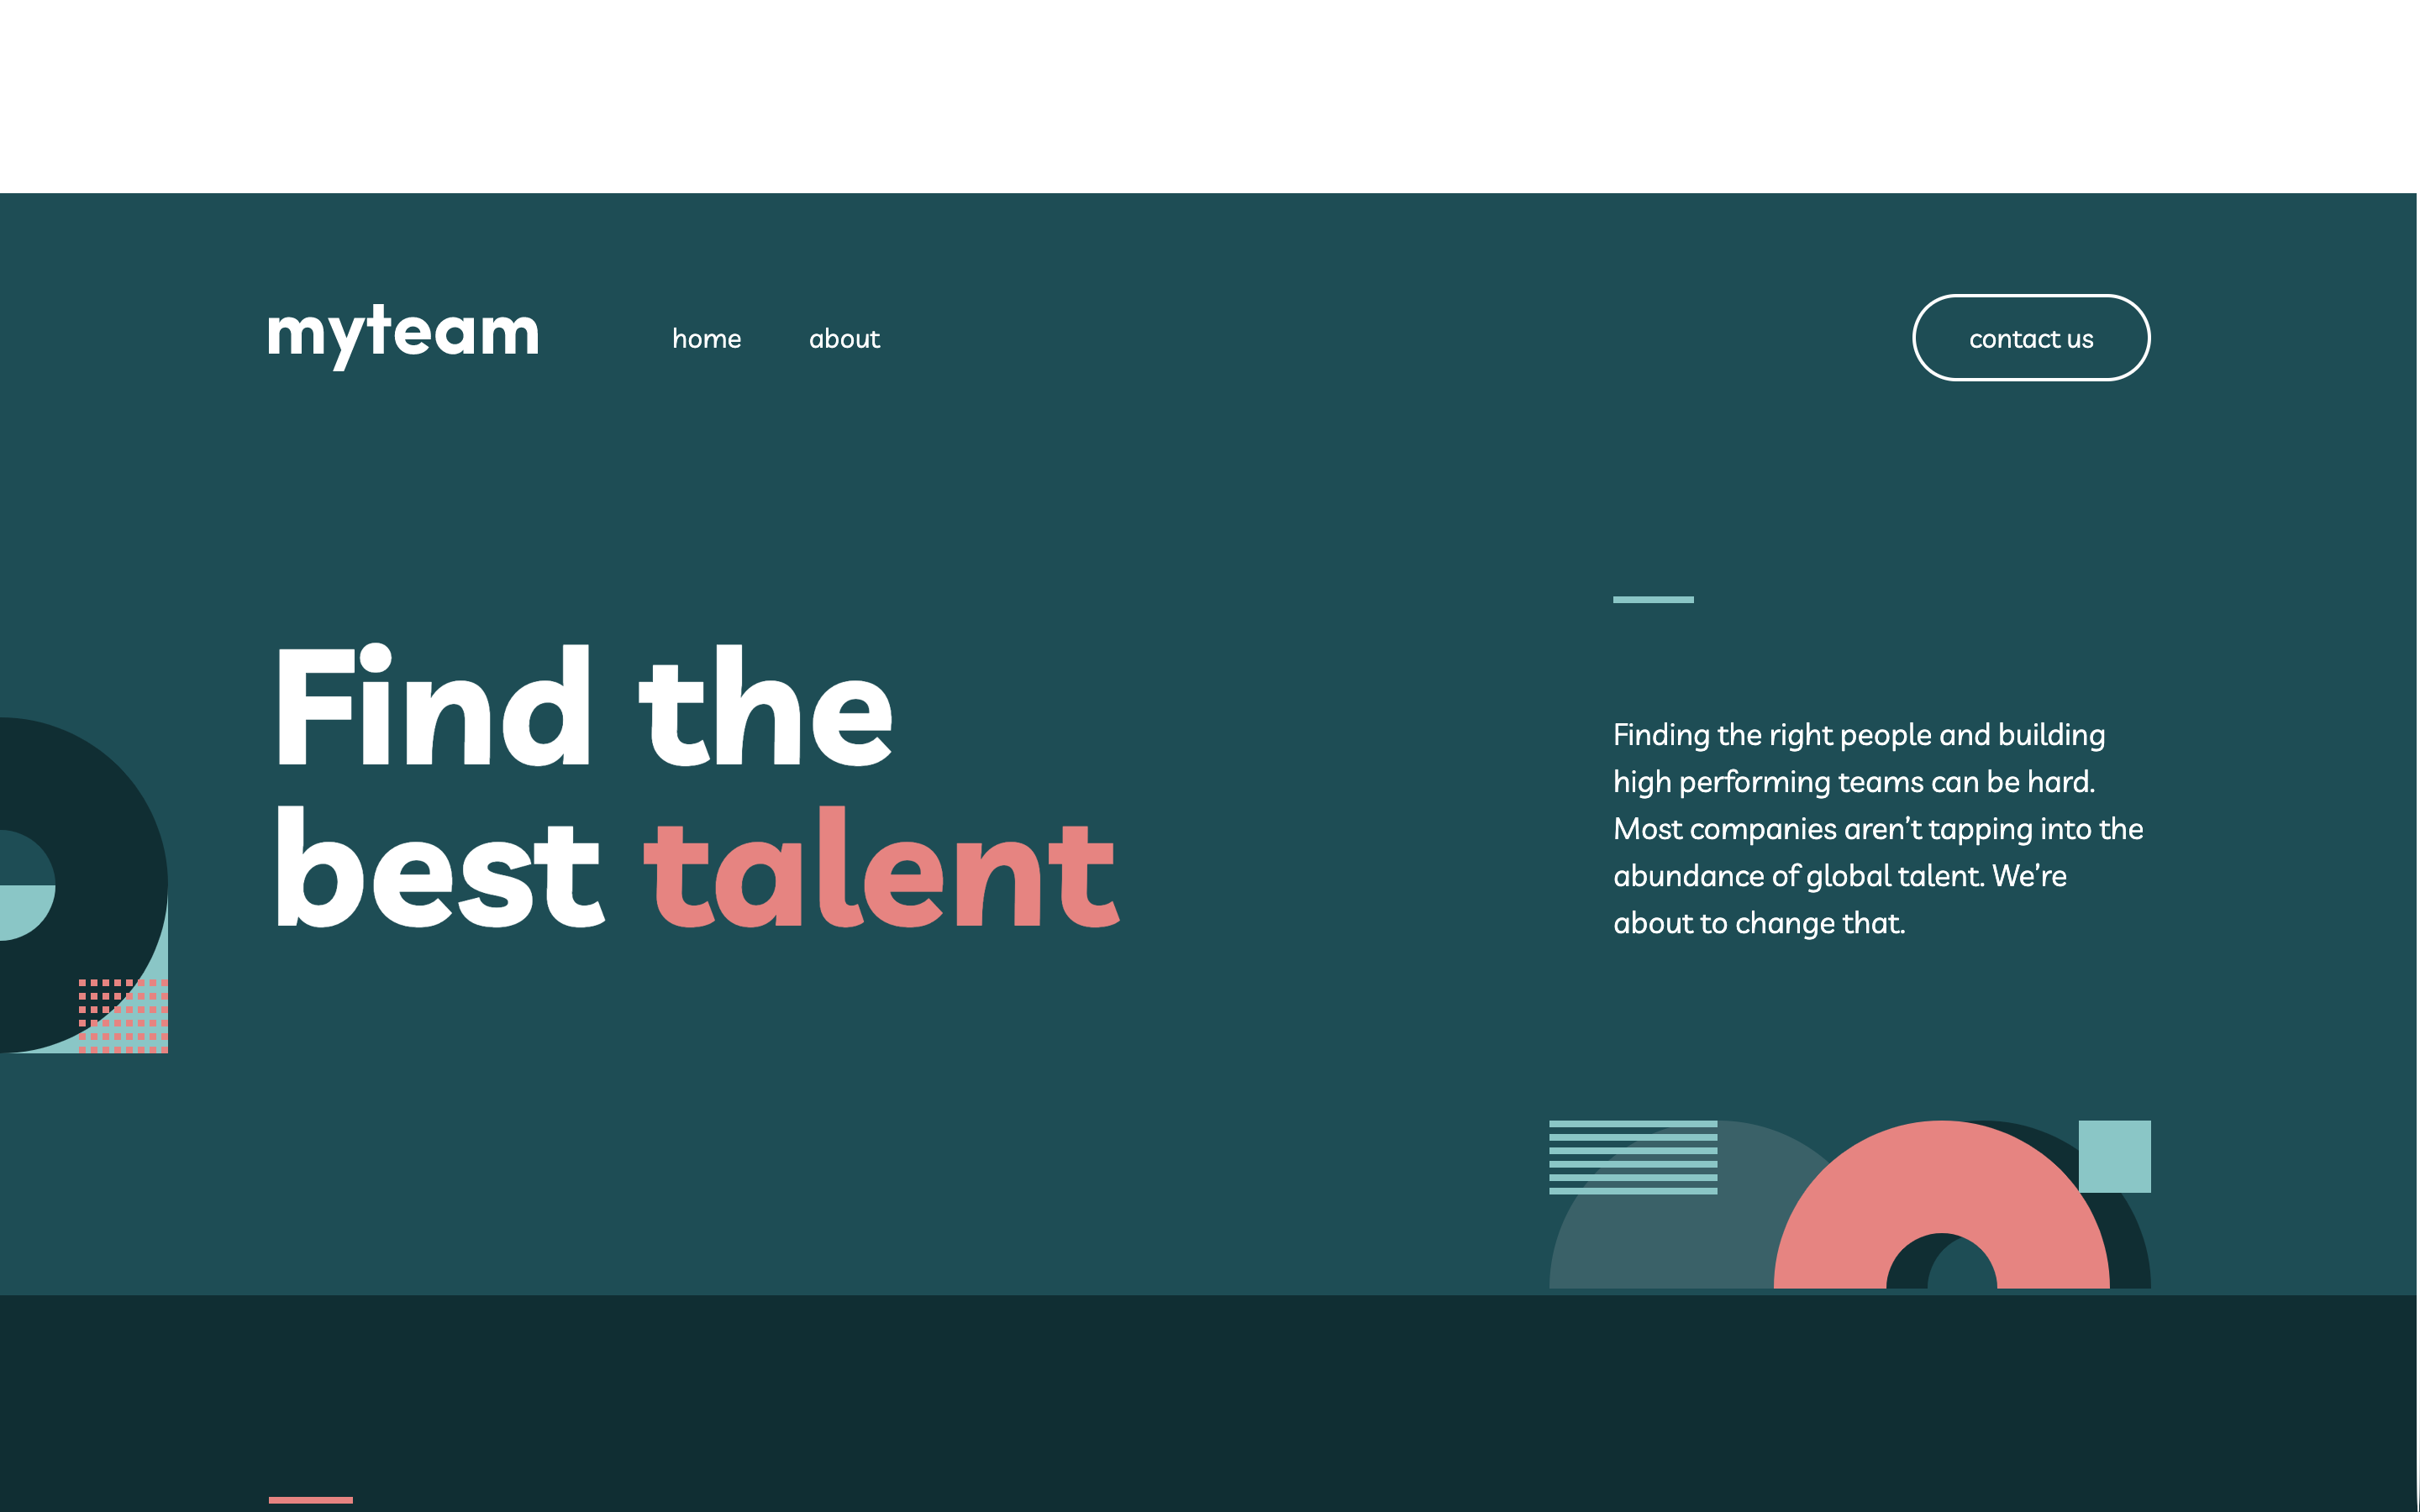 myteam
home
about
contact us
Find the
best talent
Finding the right people and building
high performing teams can be hard.
Most companies aren’t tapping into the
abundance of global talent. We’re
about to change that.